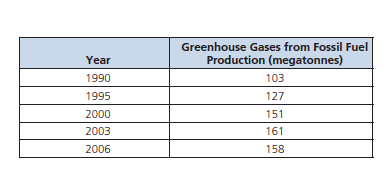 Year
Greenhouse Gases from Fossil Fuel
Production (megatonnes)
1990 103
1995 127
2000 151
2003 161
2006 158